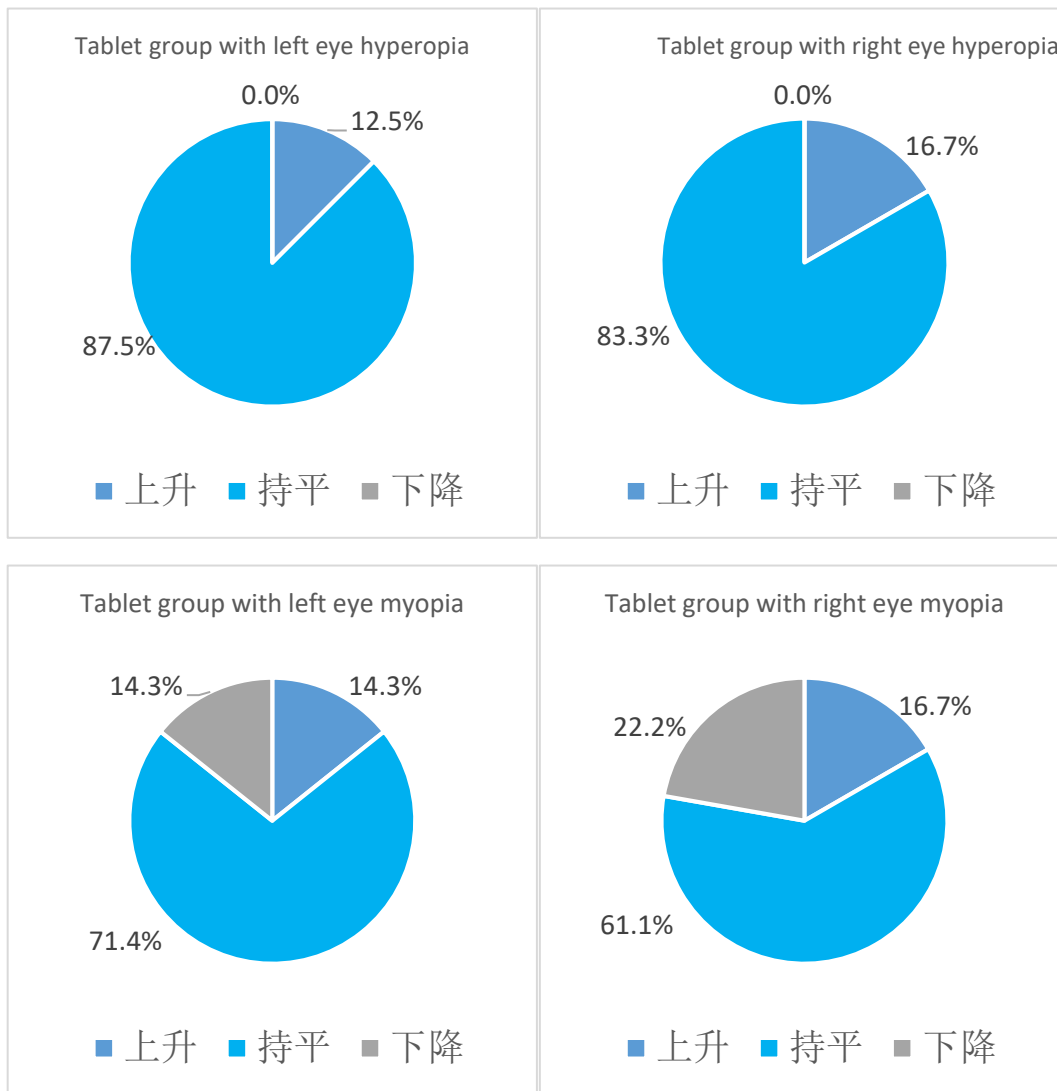 Tablet group with left eye hyperopia
0.0%
12.5%
87.5%
上升 持平 下降
Tablet group with right eye hyperopia
0.0%
16.7%
83.3%
上升 持平 下降
Tablet group with left eye myopia
14.3%
14.3%
71.4%
上升 持平 下降
Tablet group with right eye myopia
16.7%
22.2%
61.1%
上升 持平 下降